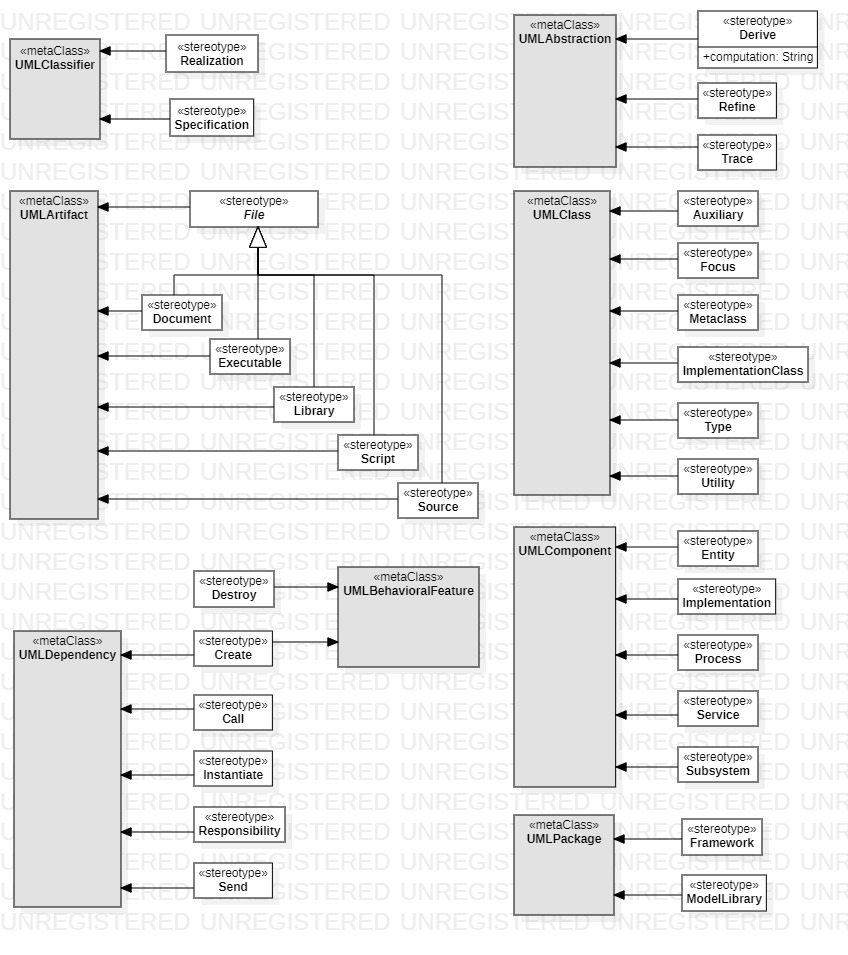 «metaClass»
UMLClassifier
«stereotype»
Realization
«stereotype»
Specification
«metaClass»
UMLAbstraction
«stereotype»
Derive
+computation: String
«stereotype»
Refine
«stereotype»
Trace
«metaClass»
UMLArtifact
«stereotype»
File
«stereotype»
Document
«stereotype»
Executable
«stereotype»
Library
«stereotype»
Script
«stereotype»
Source
«metaClass»
UMLClass
«stereotype»
Auxiliary
«stereotype»
Focus
«stereotype»
Metaclass
«stereotype»
ImplementationClass
«stereotype»
Type
«stereotype»
Utility
«stereotype»
Destroy
«metaClass»
UMLBehavioralFeature
«metaClass»
UMLDependency
«stereotype»
Create
«stereotype»
Call
«stereotype»
Instantiate
«stereotype»
Responsibility
«stereotype»
Send
«metaClass»
UMLComponent
«stereotype»
Entity
«stereotype»
Implementation
«stereotype»
Process
«stereotype»
Service
«stereotype»
Subsystem
«metaClass»
UMLPackage
«stereotype»
Framework
«stereotype»
ModelLibrary
UNREGISTERED UNREGISTERED UNREGISTERED UNREGISTERED